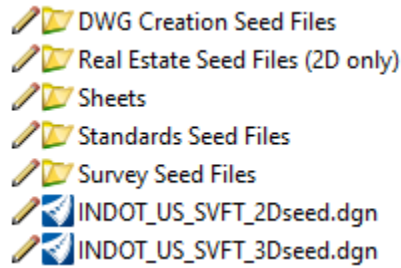 DWG Creation Seed Files
Real Estate Seed Files (2D only)
Sheets
Standards Seed Files
Survey Seed Files
INDOT_US_SVFT_2Dseed.dgn
INDOT_US_SVFT_3Dseed.dgn